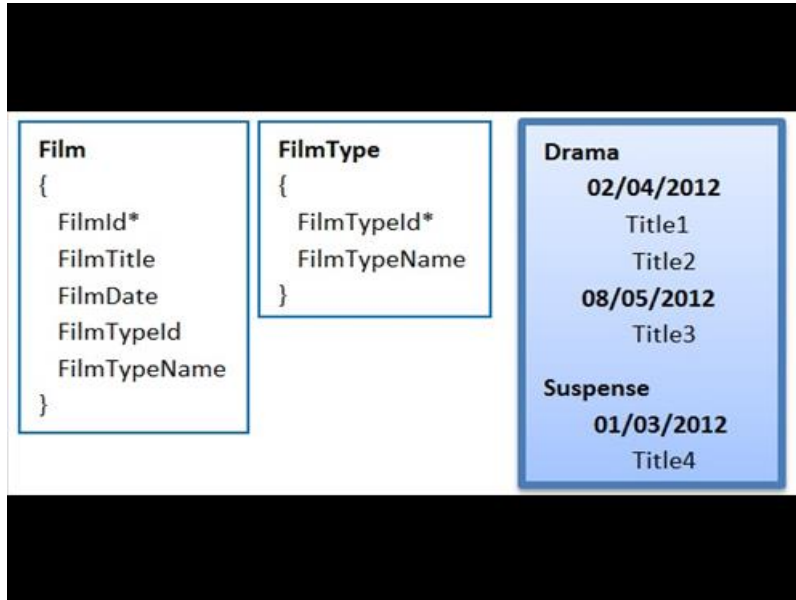 Film
{
FilmId*
FilmTitle
FilmDate
FilmTypeId
FilmTypeName
}
FilmType
{
FilmTypeId*
FilmTypeName
}
Drama
02/04/2012
Title1
Title2
08/05/2012
Title3
Suspense
01/03/2012
Title4